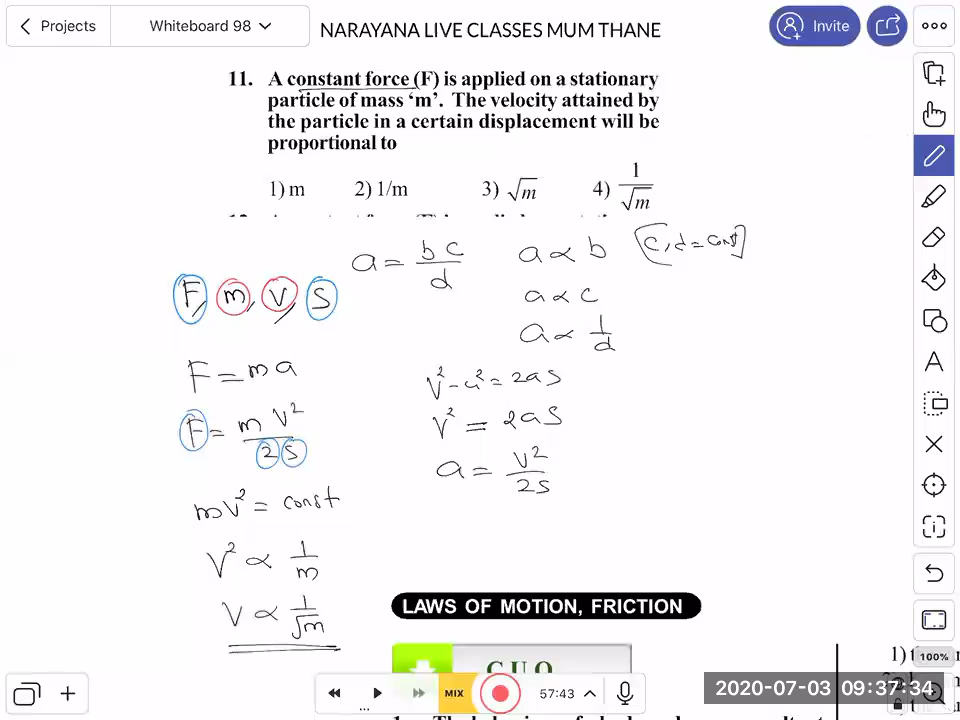 Projects
Whiteboard 98
NARAYANA LIVE CLASSES MUM THANE
Invite
11. A constant force (F) is applied on a stationary
particle of mass ‘m’. The velocity attained by
the particle in a certain displacement will be
proportional to
1) m 2) 1/m 3) √m 4) 1/√m
a = bc/d a ∝ b [c, d = const]
F, m, V, S
a ∝ c
a ∝ 1/d
F = ma
V² - u² = 2aS
F = mV²/2S
V² = 2aS
a = V²/2S
mV² = const
V² ∝ 1/m
V ∝ 1/√m
LAWS OF MOTION, FRICTION
C.U.Q
1)
100%
MIX
57:43
2020-07-03 09:37:34